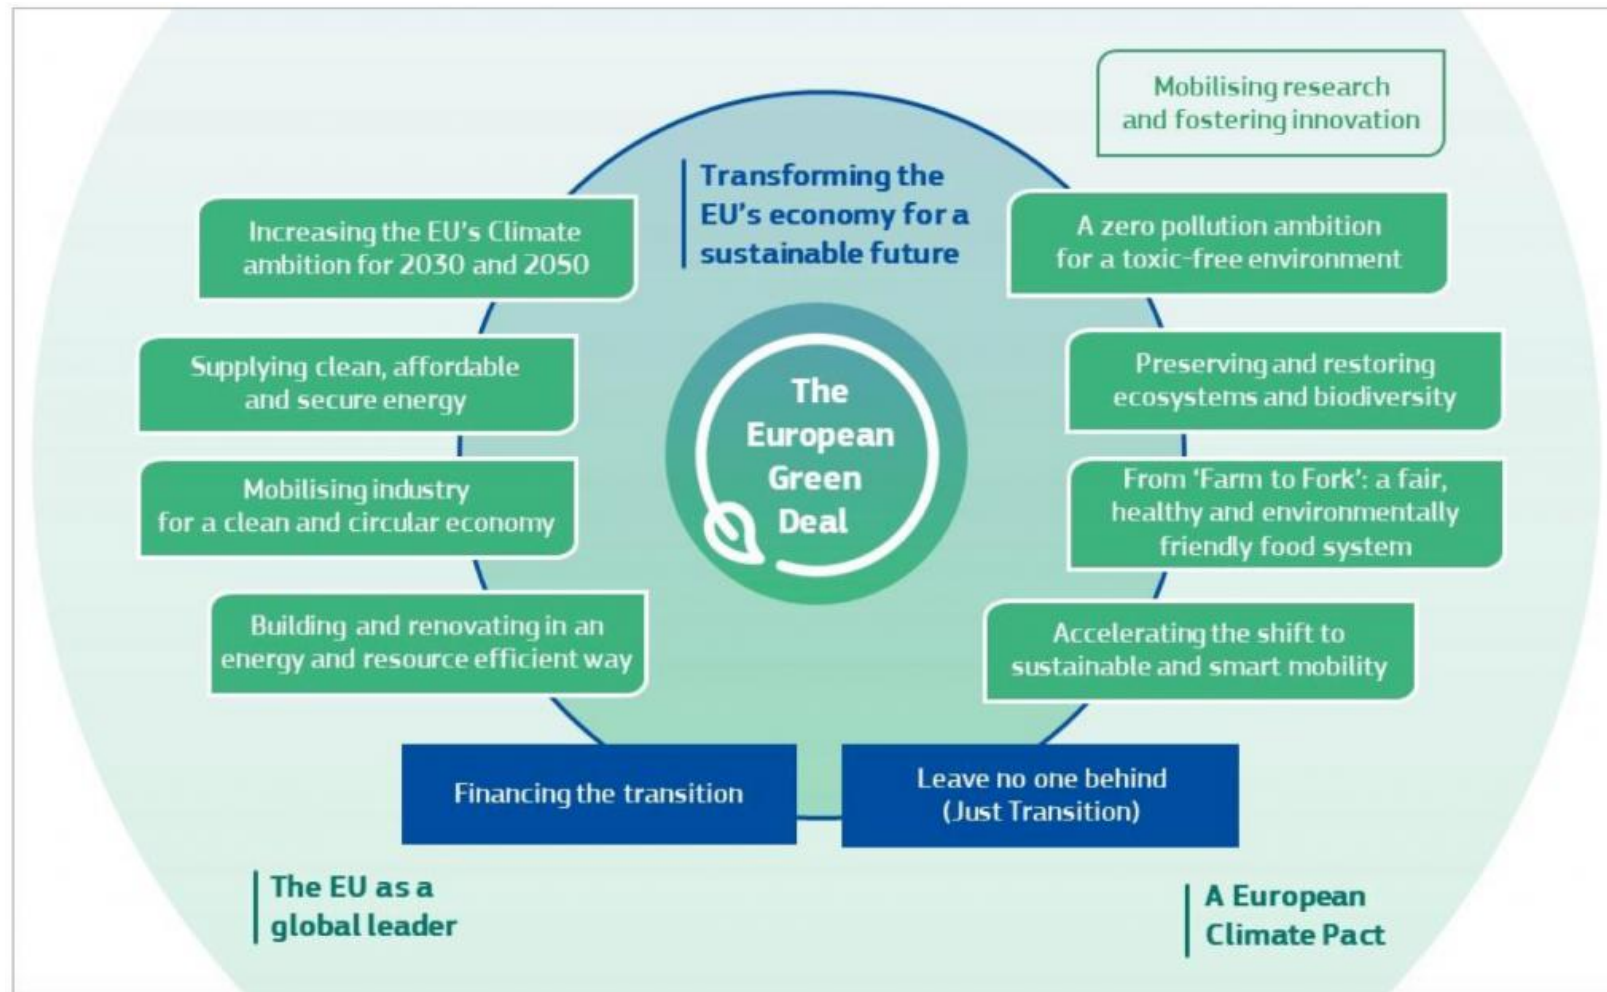 Mobilising research
and fostering innovation
Transforming the
EU's economy for a
sustainable future
Increasing the EU's Climate
ambition for 2030 and 2050
A zero pollution ambition
for a toxic-free environment
Supplying clean, affordable
and secure energy
Preserving and restoring
ecosystems and biodiversity
The
European
Green
Deal
Mobilising industry
for a clean and circular economy
From ‘Farm to Fork’: a fair,
healthy and environmentally
friendly food system
Building and renovating in an
energy and resource efficient way
Accelerating the shift to
sustainable and smart mobility
Financing the transition
Leave no one behind
(Just Transition)
The EU as a
global leader
A European
Climate Pact